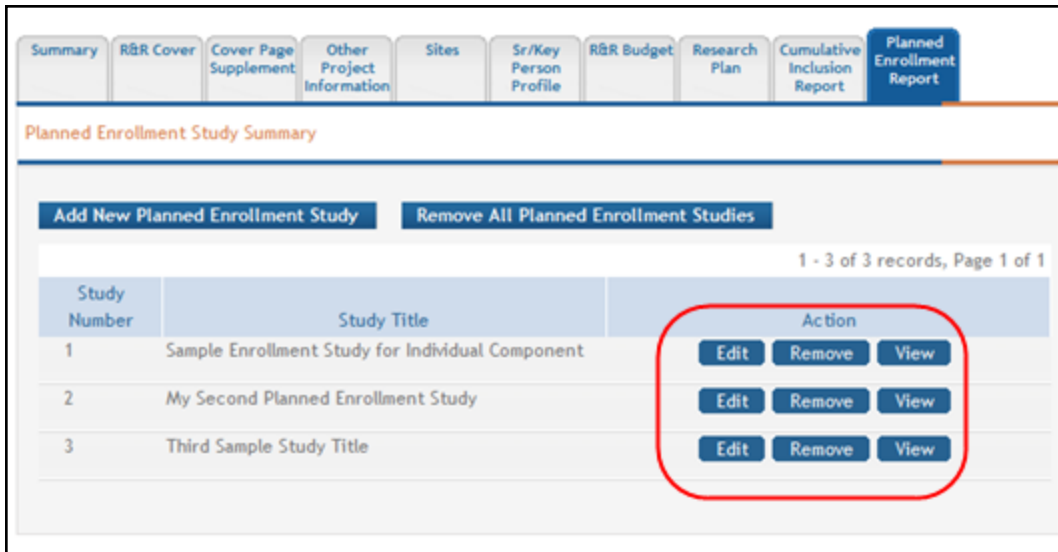 Summary
R&R Cover
Cover Page
Supplement
Other
Project
Information
Sites
Sr/Key
Person
Profile
R&R Budget
Research
Plan
Cumulative
Inclusion
Report
Planned
Enrollment
Report
Planned Enrollment Study Summary
Add New Planned Enrollment Study Remove All Planned Enrollment Studies
1 - 3 of 3 records, Page 1 of 1
Study
Number Study Title Action
1 Sample Enrollment Study for Individual Component Edit Remove View
2 My Second Planned Enrollment Study Edit Remove View
3 Third Sample Study Title Edit Remove View